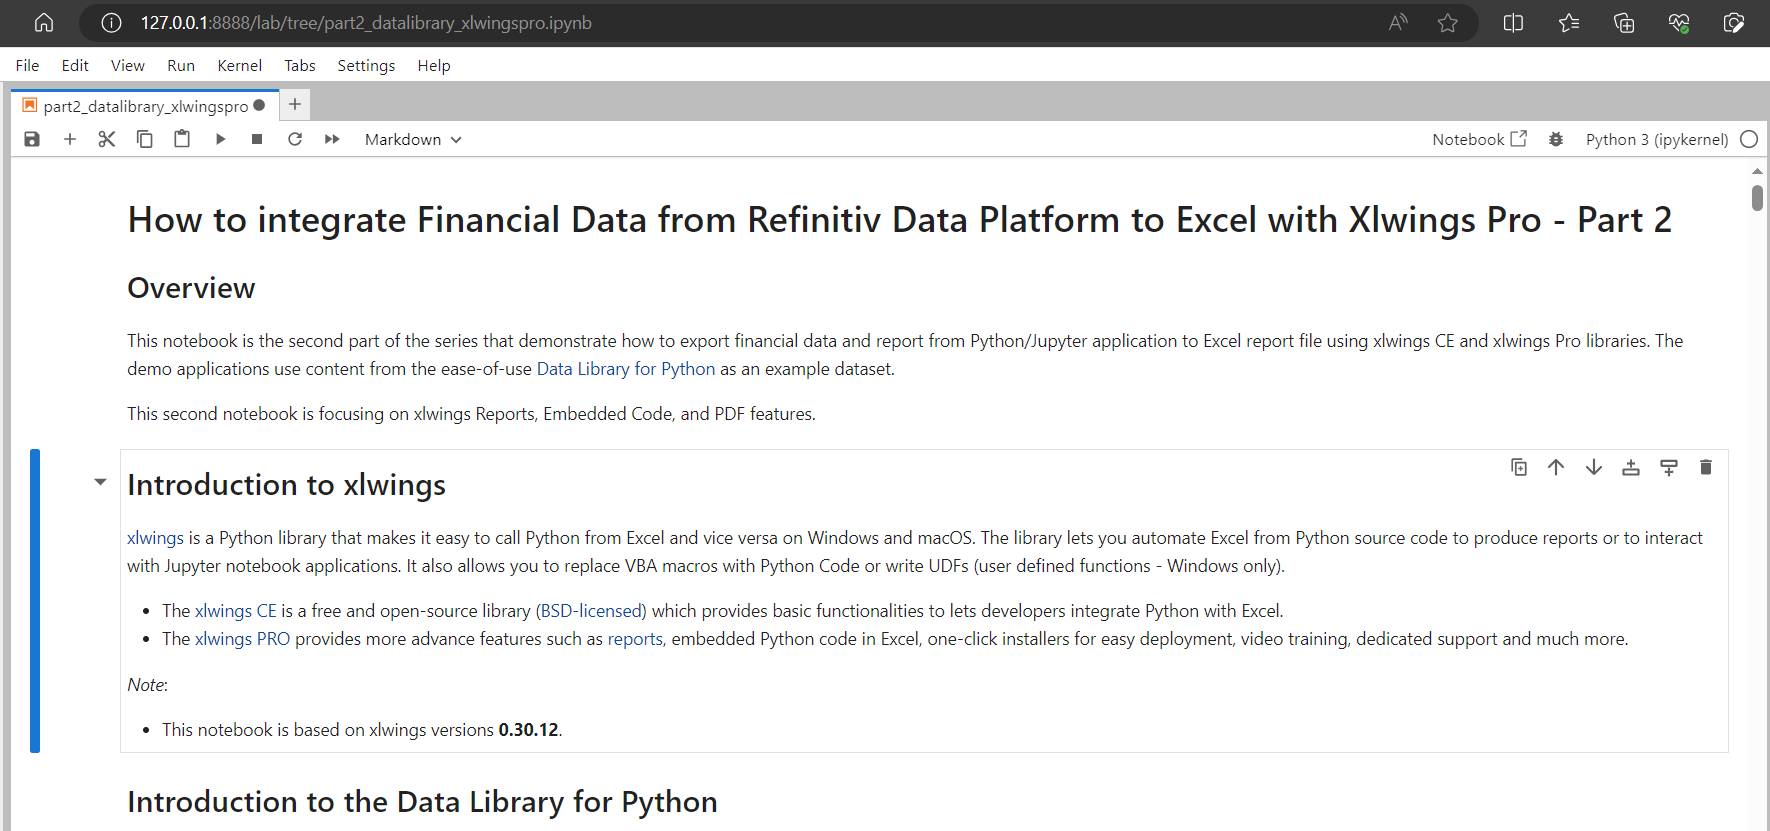 127.0.0.1:8888/lab/tree/part2_datalibrary_xlwingspro.ipynb
File Edit View Run Kernel Tabs Settings Help
part2_datalibrary_xlwingspro
Markdown Notebook Python 3 (ipykernel)
How to integrate Financial Data from Refinitiv Data Platform to Excel with Xlwings Pro - Part 2
Overview
This notebook is the second part of the series that demonstrate how to export financial data and report from Python/Jupyter application to Excel report file using xlwings CE and xlwings Pro libraries. The
demo applications use content from the ease-of-use Data Library for Python as an example dataset.
This second notebook is focusing on xlwings Reports, Embedded Code, and PDF features.
Introduction to xlwings
xlwings is a Python library that makes it easy to call Python from Excel and vice versa on Windows and macOS. The library lets you automate Excel from Python source code to produce reports or to interact
with Jupyter notebook applications. It also allows you to replace VBA macros with Python Code or write UDFs (user defined functions - Windows only).
• The xlwings CE is a free and open-source library (BSD-licensed) which provides basic functionalities to lets developers integrate Python with Excel.
• The xlwings PRO provides more advance features such as reports, embedded Python code in Excel, one-click installers for easy deployment, video training, dedicated support and much more.
Note:
• This notebook is based on xlwings versions 0.30.12.
Introduction to the Data Library for Python